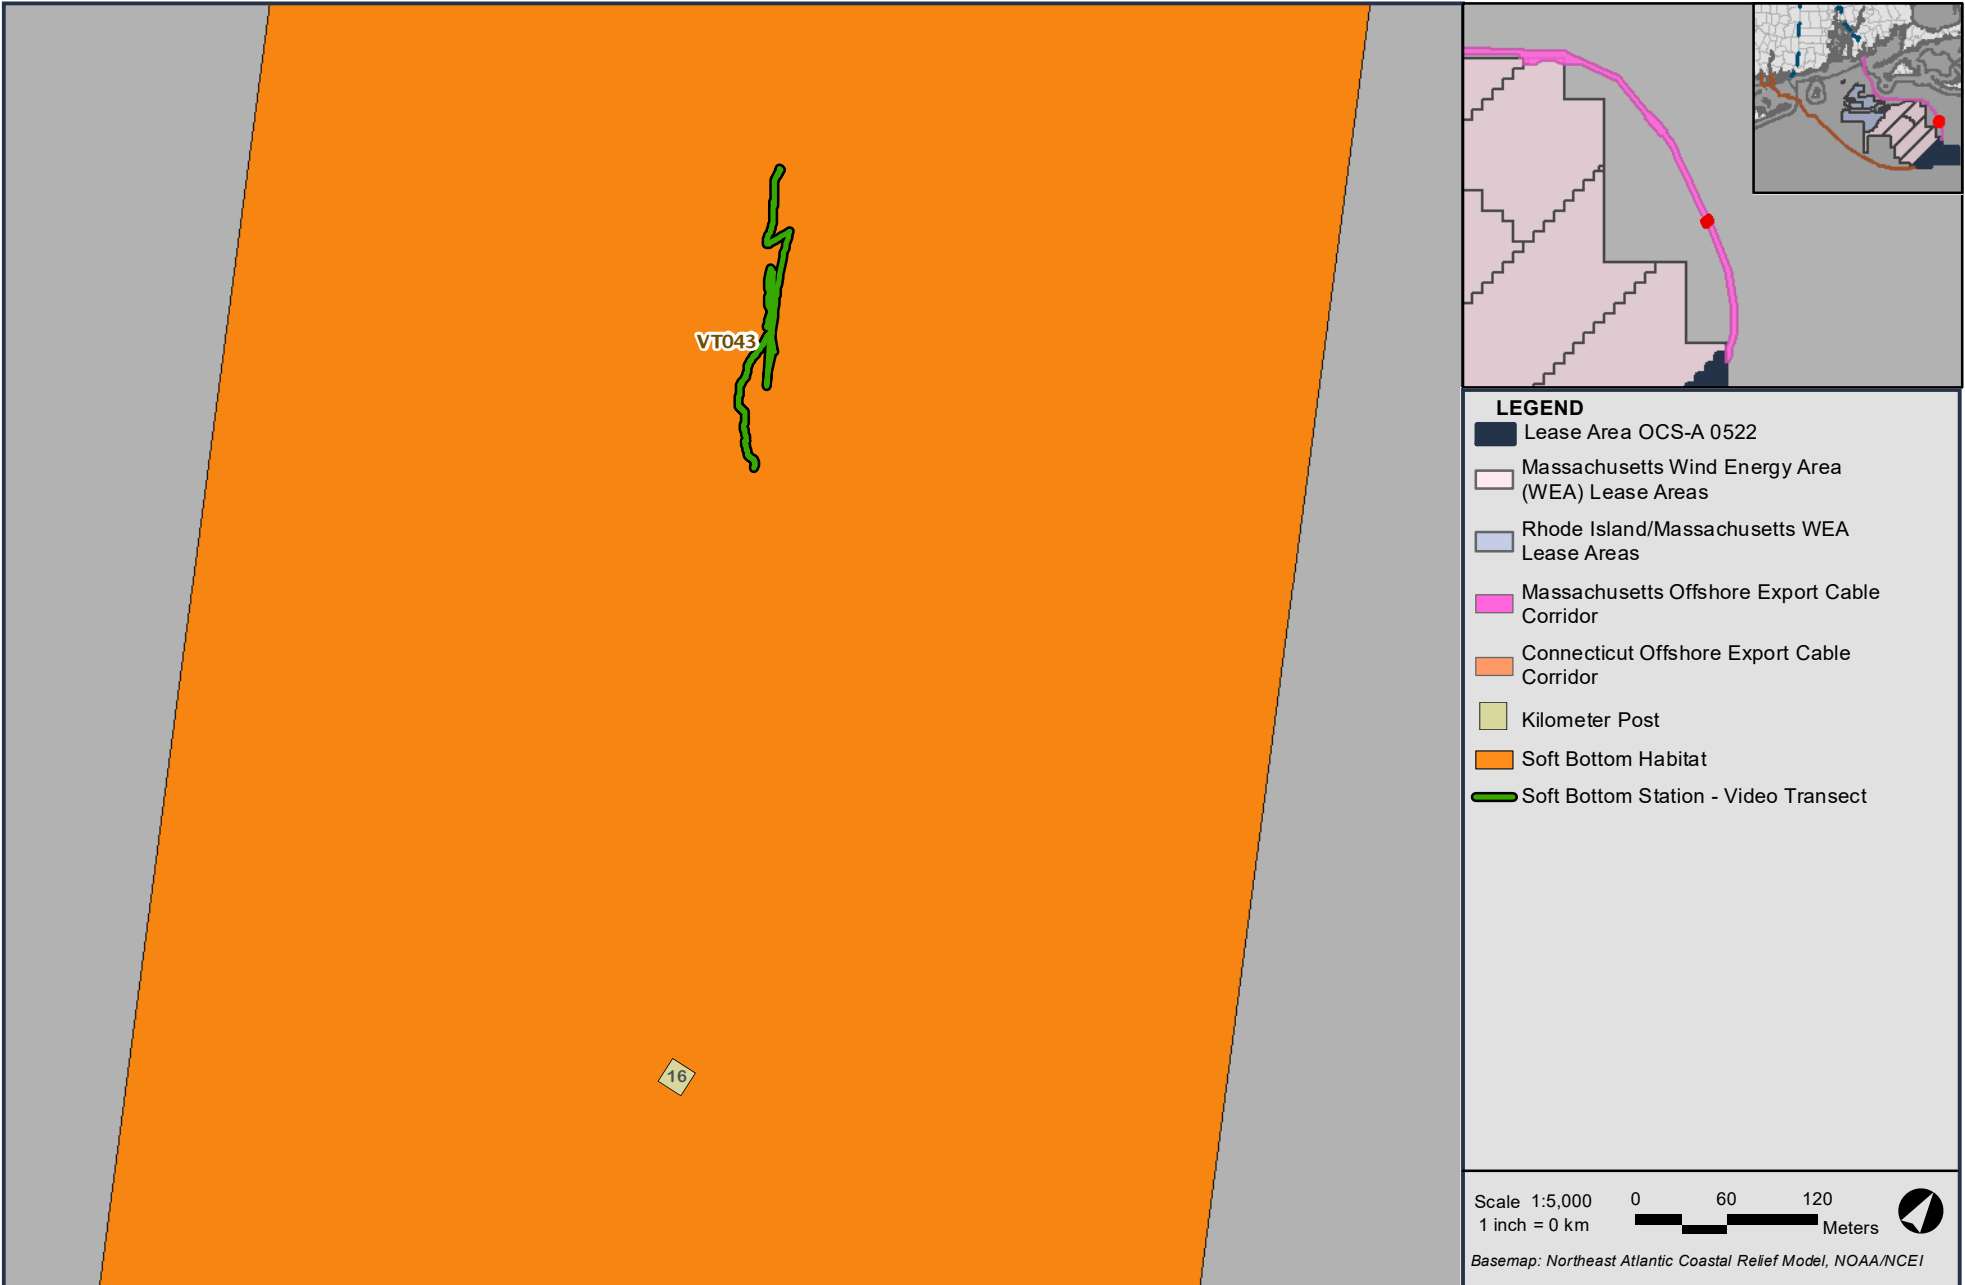 VT043
16
LEGEND
Lease Area OCS-A 0522
Massachusetts Wind Energy Area
(WEA) Lease Areas
Rhode Island/Massachusetts WEA
Lease Areas
Massachusetts Offshore Export Cable
Corridor
Connecticut Offshore Export Cable
Corridor
Kilometer Post
Soft Bottom Habitat
Soft Bottom Station - Video Transect
Scale 1:5,000
1 inch = 0 km
0 60 120
Meters
Basemap: Northeast Atlantic Coastal Relief Model, NOAA/NCEI